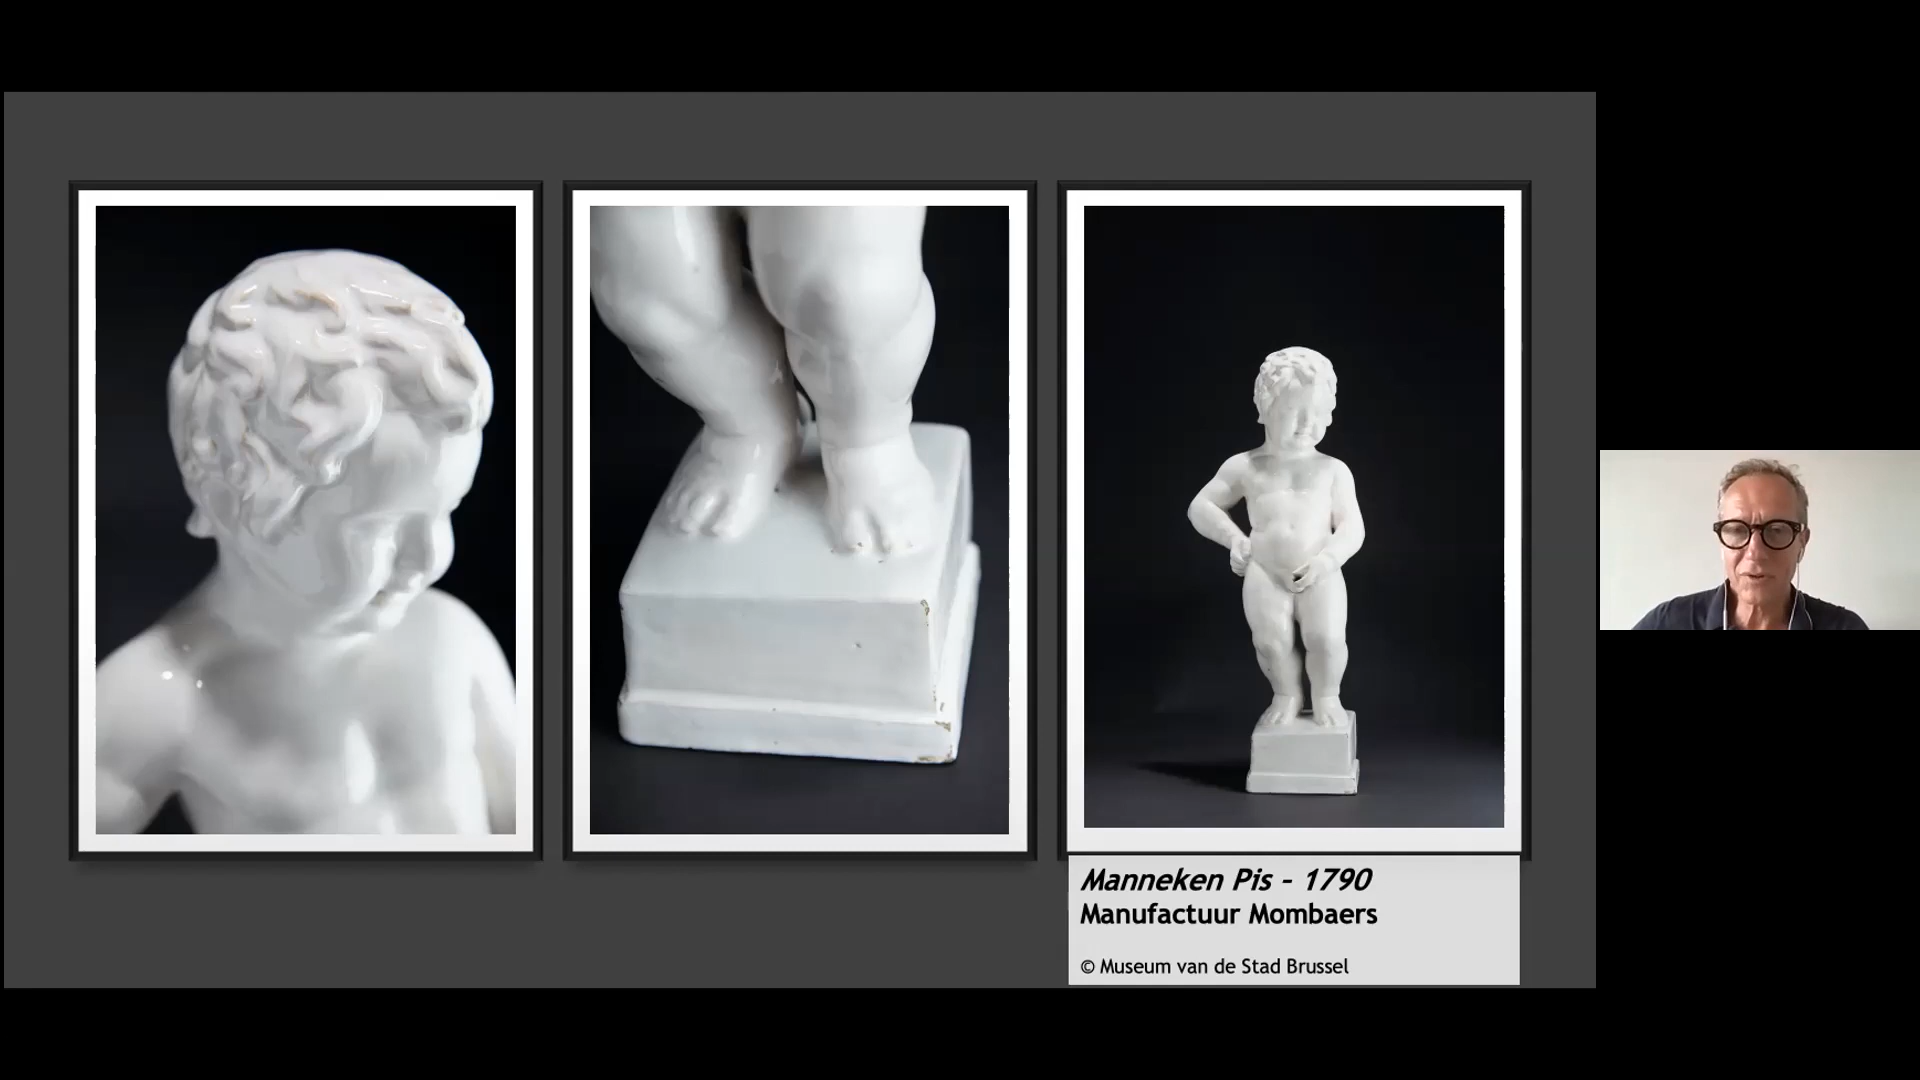 Manneken Pis - 1790
Manufactuur Mombaers
© Museum van de Stad Brussel